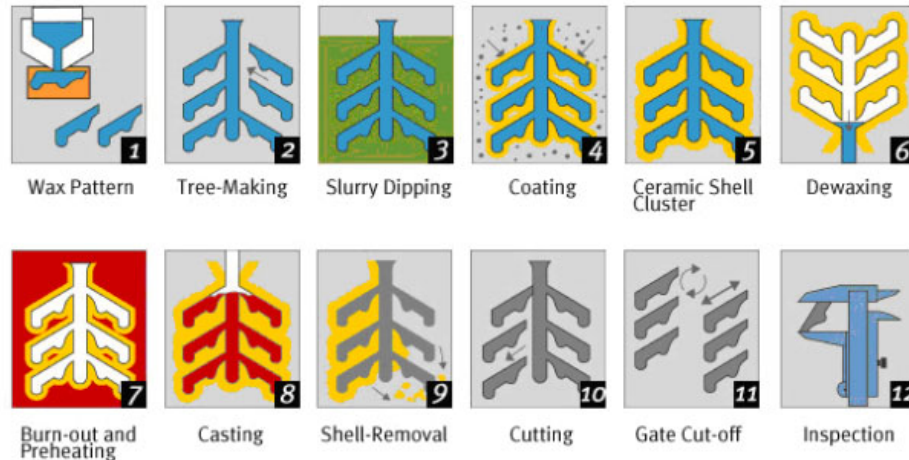 1
2
3
4
5
6
Wax Pattern
Tree-Making
Slurry Dipping
Coating
Ceramic Shell
Cluster
Dewaxing
7
8
9
10
11
12
Burn-out and
Preheating
Casting
Shell-Removal
Cutting
Gate Cut-off
Inspection